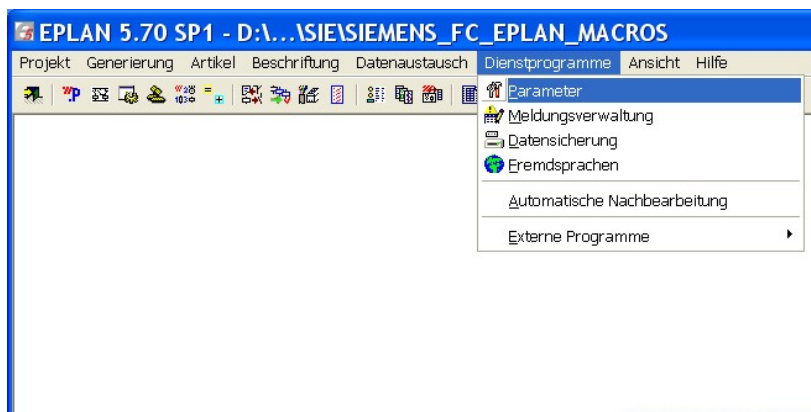 EPLAN 5.70 SP1 - D:\...\SIE\SIEMENS_FC_EPLAN_MACROS
Projekt Generierung Artikel Beschriftung Datenaustausch Dienstprogramme Ansicht Hilfe
Parameter
Meldungsverwaltung
Datensicherung
Fremdsprachen
Automatische Nachbearbeitung
Externe Programme